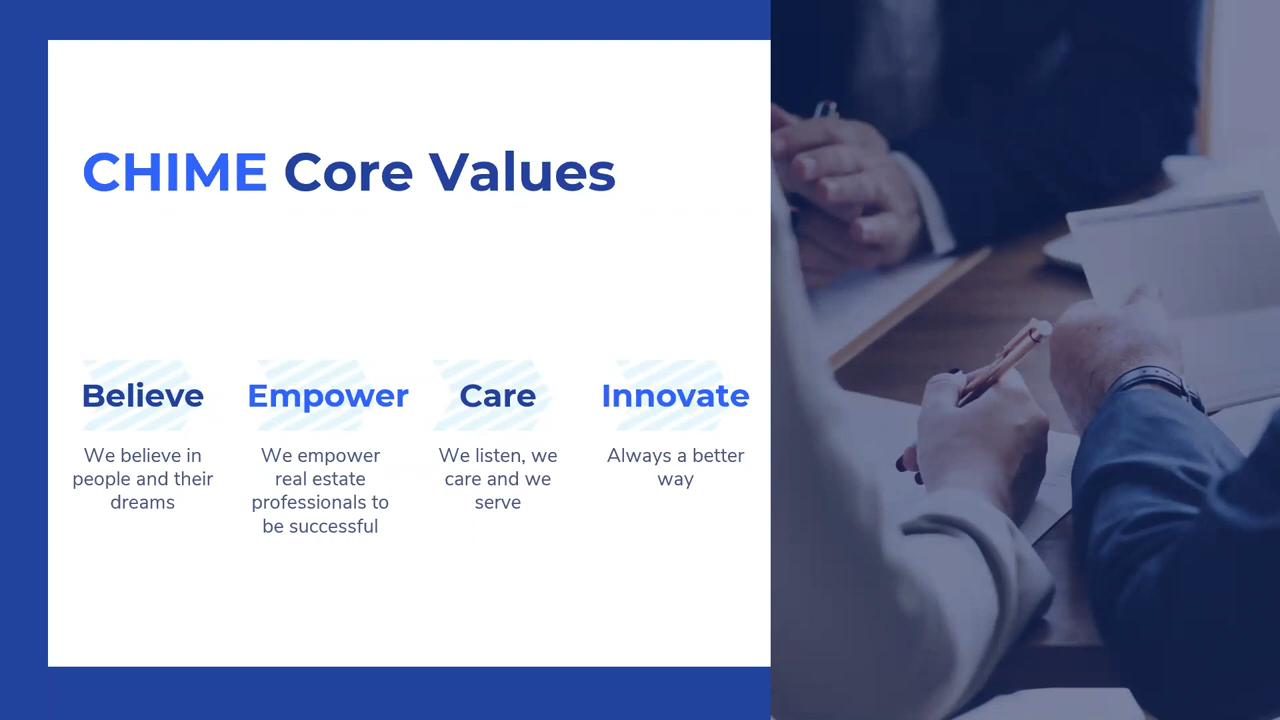 CHIME Core Values
Believe
We believe in
people and their
dreams
Empower
We empower
real estate
professionals to
be successful
Care
We listen, we
care and we
serve
Innovate
Always a better
way